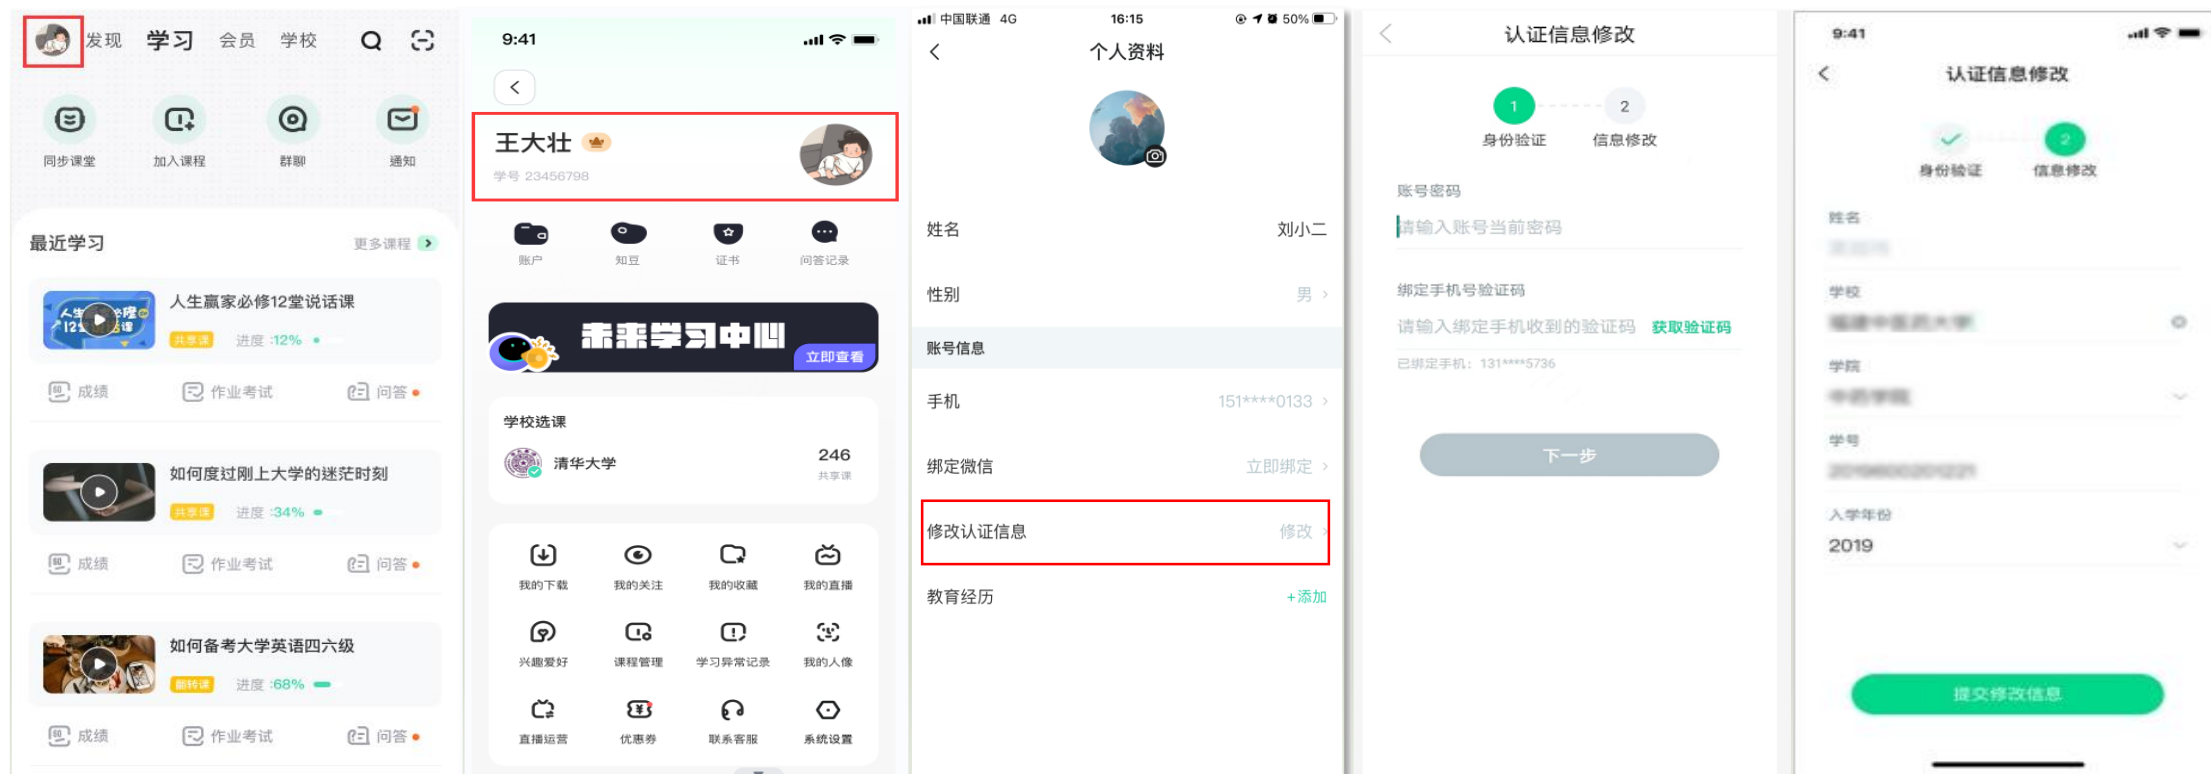 发现 学习 会员 学校
同步课堂 加入课程 群聊 通知
最近学习 更多课程
人生赢家必修12堂说话课
共享课 进度 :12%
成绩 作业考试 问答
如何度过刚上大学的迷茫时刻
共享课 进度 :34%
成绩 作业考试 问答
如何备考大学英语四六级
翻转课 进度 :68%
成绩 作业考试 问答
9:41
王大壮
学号 23456798
账户 知豆 证书 问答记录
未来学习中心
立即查看
学校选课
清华大学 246
共享课
我的下载 我的关注 我的收藏 我的直播
兴趣爱好 课程管理 学习异常记录 我的人像
直播运营 优惠券 联系客服 系统设置
中国联通 4G 16:15 50%
个人资料
姓名 刘小二
性别 男
账号信息
手机 151****0133
绑定微信 立即绑定
修改认证信息 修改
教育经历 +添加
认证信息修改
1 2
身份验证 信息修改
账号密码
请输入账号当前密码
绑定手机号验证码
请输入绑定手机收到的验证码 获取验证码
已绑定手机：131****5736
下一步
9:41
认证信息修改
2
身份验证 信息修改
姓名
学校
福建中医药大学
学院
中药学院
学号
入学年份
2019
提交修改信息